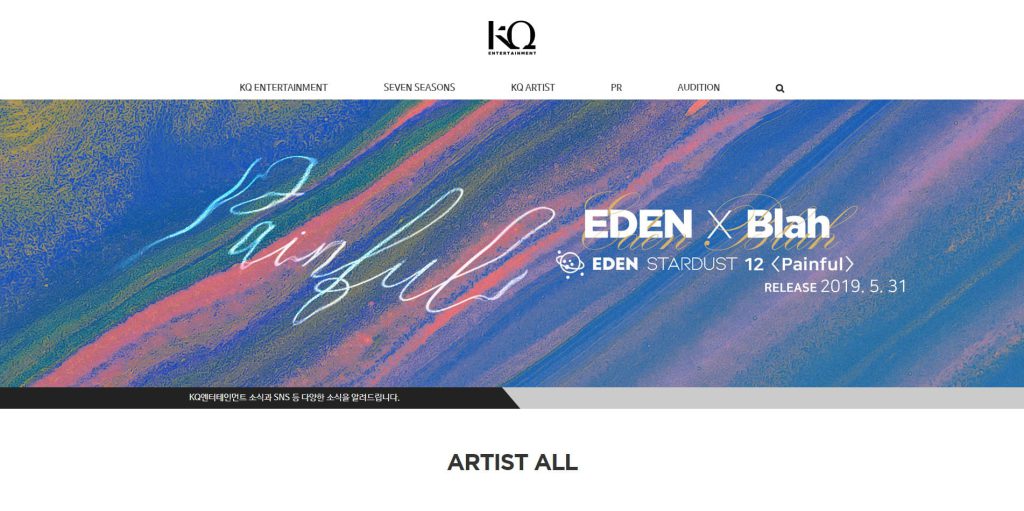 KQ
ENTERTAINMENT
KQ ENTERTAINMENT SEVEN SEASONS KQ ARTIST PR AUDITION
Painful
EDEN X Blah
Eden Blah
EDEN STARDUST 12 〈Painful〉
RELEASE 2019. 5. 31
KQ엔터테인먼트 소식과 SNS 등 다양한 소식을 알려드립니다.
ARTIST ALL